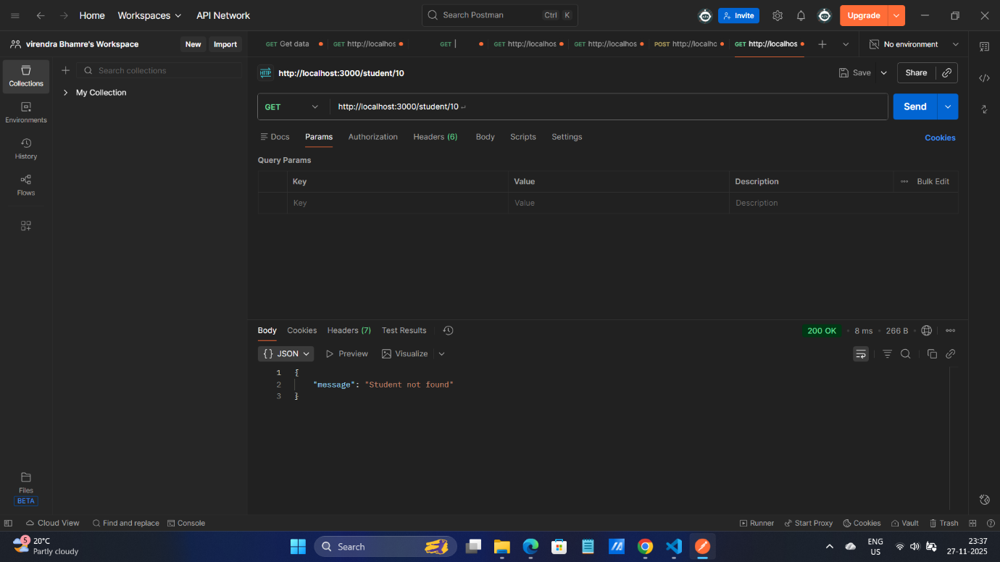 Home Workspaces API Network Search Postman Ctrl K Invite Upgrade
virendra Bhamre's Workspace New Import GET Get data GET http://localhos GET GET http://localhos GET http://localhos POST http://localho GET http://localhos No environment
Collections
Search collections
HTTP http://localhost:3000/student/10 Save Share
My Collection
GET http://localhost:3000/student/10 Send
Environments
Docs Params Authorization Headers (6) Body Scripts Settings Cookies
History
Query Params
Key Value Description Bulk Edit
Flows
Key Value Description
Body Cookies Headers (7) Test Results 200 OK 8 ms 266 B
{ } JSON Preview Visualize
1 {
2 "message": "Student not found"
3 }
Files
BETA
Cloud View Find and replace Console Runner Start Proxy Cookies Vault Trash
5 20°C
Partly cloudy
Search
ENG
US
23:37
27-11-2025